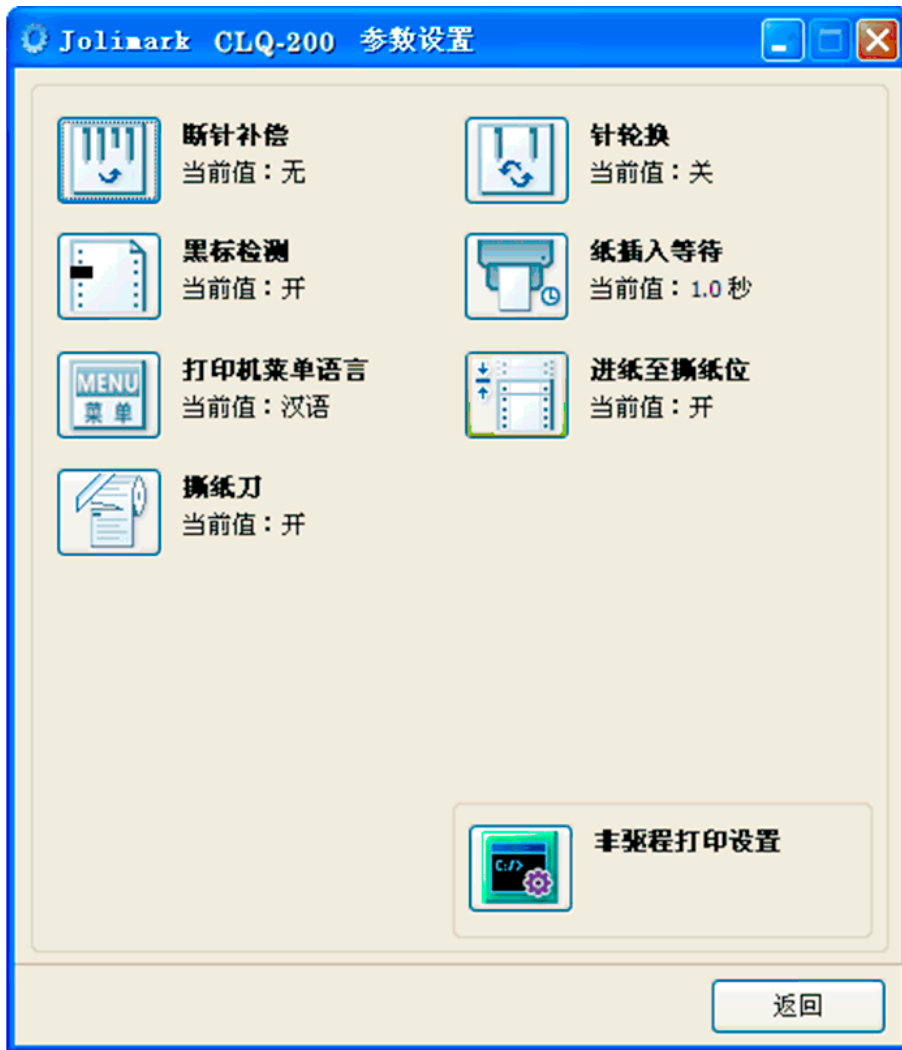 Jolimark CLQ-200 参数设置
断针补偿
当前值：无
针轮换
当前值：关
黑标检测
当前值：开
纸插入等待
当前值：1.0 秒
MENU
菜 单
打印机菜单语言
当前值：汉语
进纸至撕纸位
当前值：开
撕纸刀
当前值：开
C:/>
非驱程打印设置
返回